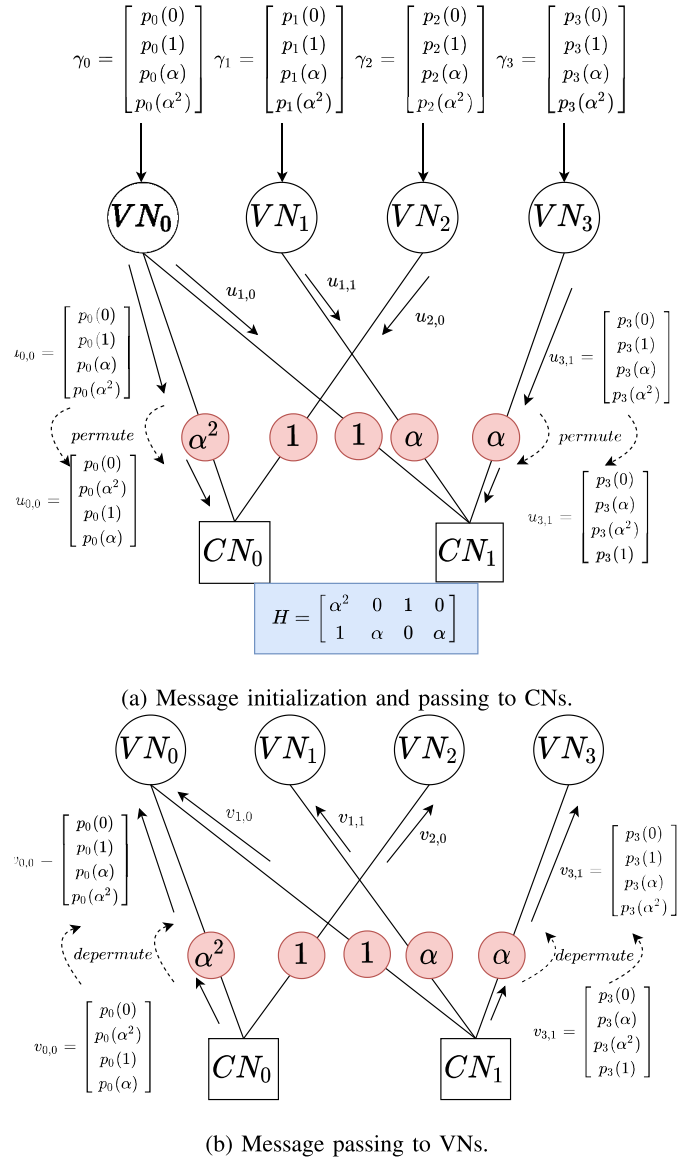 γ₀ = [p₀(0) p₀(1) p₀(α) p₀(α²)] γ₁ = [p₁(0) p₁(1) p₁(α) p₁(α²)] γ₂ = [p₂(0) p₂(1) p₂(α) p₂(α²)] γ₃ = [p₃(0) p₃(1) p₃(α) p₃(α²)]
VN₀ VN₁ VN₂ VN₃
u₁,₀ u₁,₁ u₂,₀
₀,₀ = [p₀(0) p₀(1) p₀(α) p₀(α²)]
u₃,₁ = [p₃(0) p₃(1) p₃(α) p₃(α²)]
permute α² 1 1 α α permute
u₀,₀ = [p₀(0) p₀(α²) p₀(1) p₀(α)]
u₃,₁ = [p₃(0) p₃(α) p₃(α²) p₃(1)]
CN₀ CN₁
H = [α² 0 1 0
1 α 0 α]
(a) Message initialization and passing to CNs.
VN₀ VN₁ VN₂ VN₃
v₁,₀ v₁,₁ v₂,₀
₀,₀ = [p₀(0) p₀(1) p₀(α) p₀(α²)]
v₃,₁ = [p₃(0) p₃(1) p₃(α) p₃(α²)]
depermute α² 1 1 α α depermute
v₀,₀ = [p₀(0) p₀(α²) p₀(1) p₀(α)]
v₃,₁ = [p₃(0) p₃(α) p₃(α²) p₃(1)]
CN₀ CN₁
(b) Message passing to VNs.